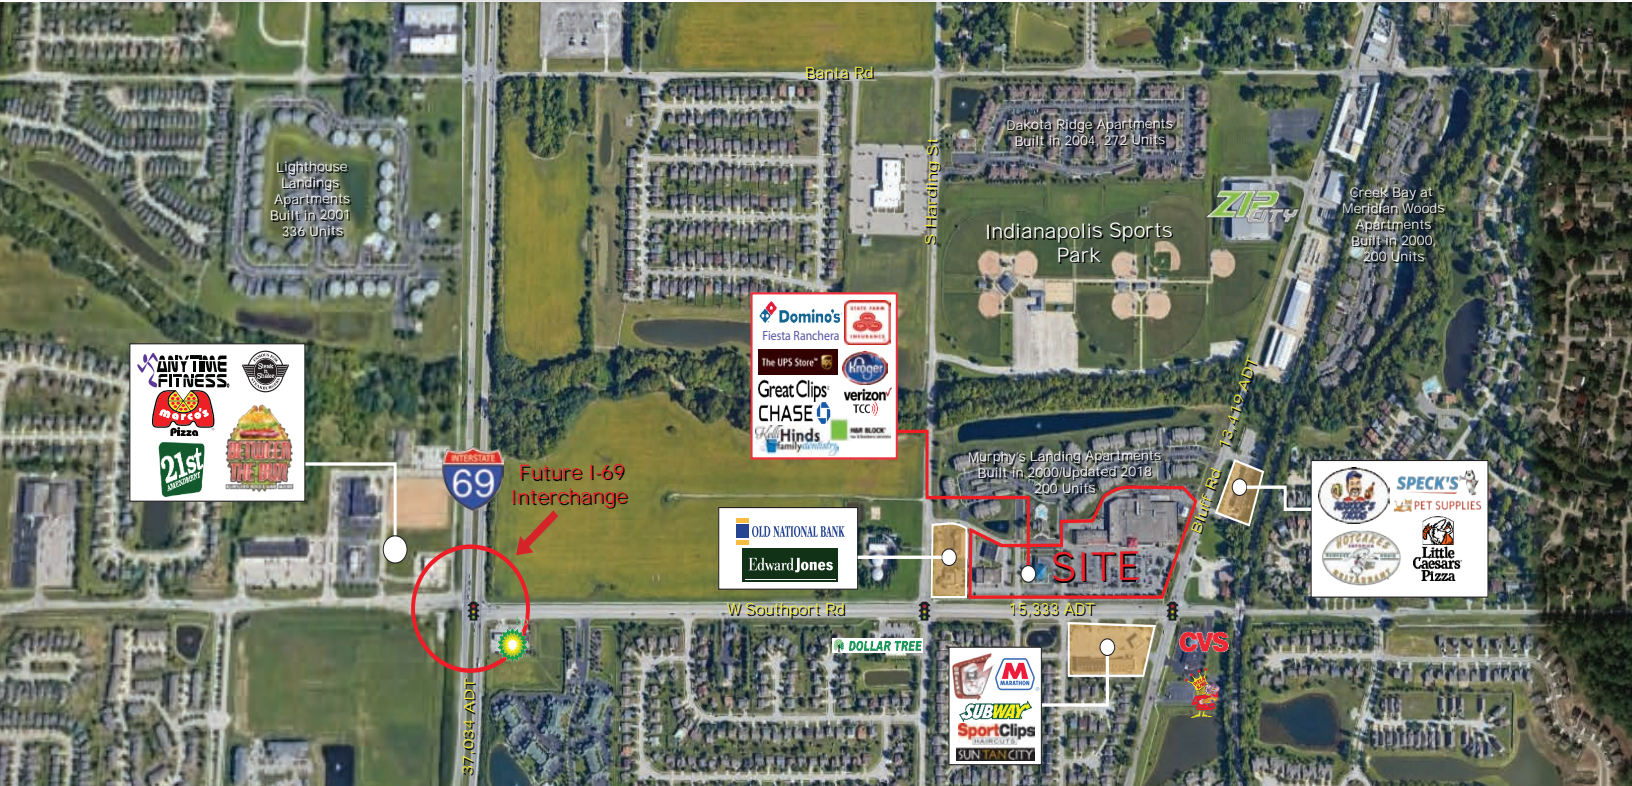 Banta Rd
S Harding St
Dakota Ridge Apartments
Built in 2004, 272 Units
Lighthouse
Landings
Apartments
Built in 2001
336 Units
ZIP
CITY
Creek Bay at
Meridian Woods
Apartments
Built in 2000,
200 Units
Indianapolis Sports
Park
Domino's
Fiesta Ranchera
STATE FARM
INSURANCE
The UPS Store™
Kroger
Great Clips
verizon
TCC
CHASE
Kelli
Hinds
family dentistry
H&R BLOCK
ANYTIME
FITNESS
Steak
n
Shake
Marco's
Pizza
21st
AMENDMENT
BETWEEN
THE BUN
INTERSTATE
69
Future I-69
Interchange
13,419 ADT
Bluff Rd
Murphy's Landing Apartments
Built in 2000/Updated 2018
200 Units
OLD NATIONAL BANK
Edward Jones
SITE
SPECK'S
PET SUPPLIES
HOTCAKES
RESTAURANT
Little
Caesars
Pizza
W Southport Rd
15,333 ADT
37,034 ADT
DOLLAR TREE
CVS
M
MARATHON
SUBWAY
SportClips
HAIRCUTS
SUN TAN CITY